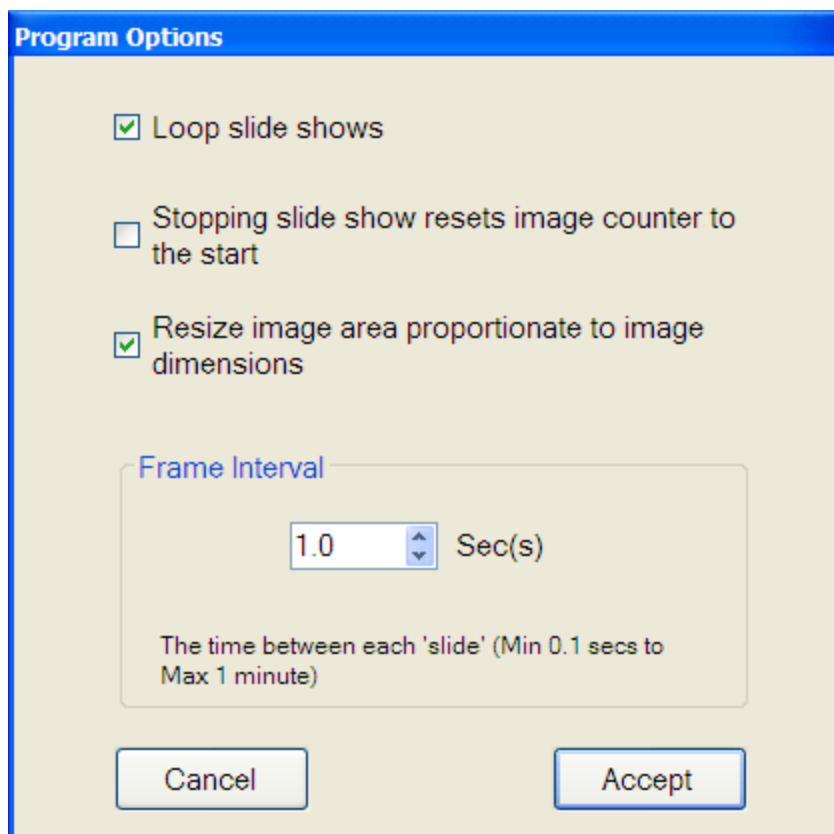 Program Options
Loop slide shows
Stopping slide show resets image counter to
the start
Resize image area proportionate to image
dimensions
Frame Interval
1.0 Sec(s)
The time between each 'slide' (Min 0.1 secs to
Max 1 minute)
Cancel Accept